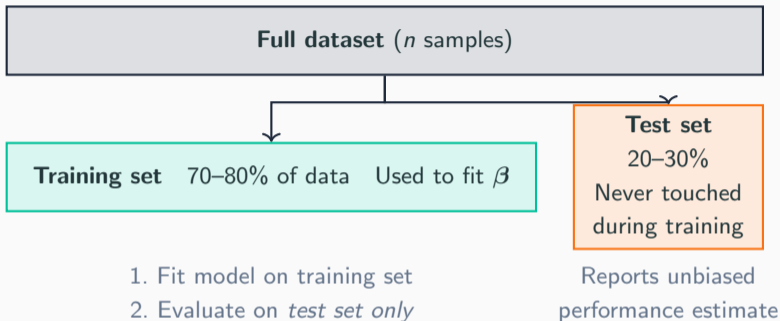 Full dataset (n samples)
Training set 70–80% of data Used to fit β
Test set
20–30%
Never touched
during training
1. Fit model on training set
2. Evaluate on test set only
Reports unbiased
performance estimate